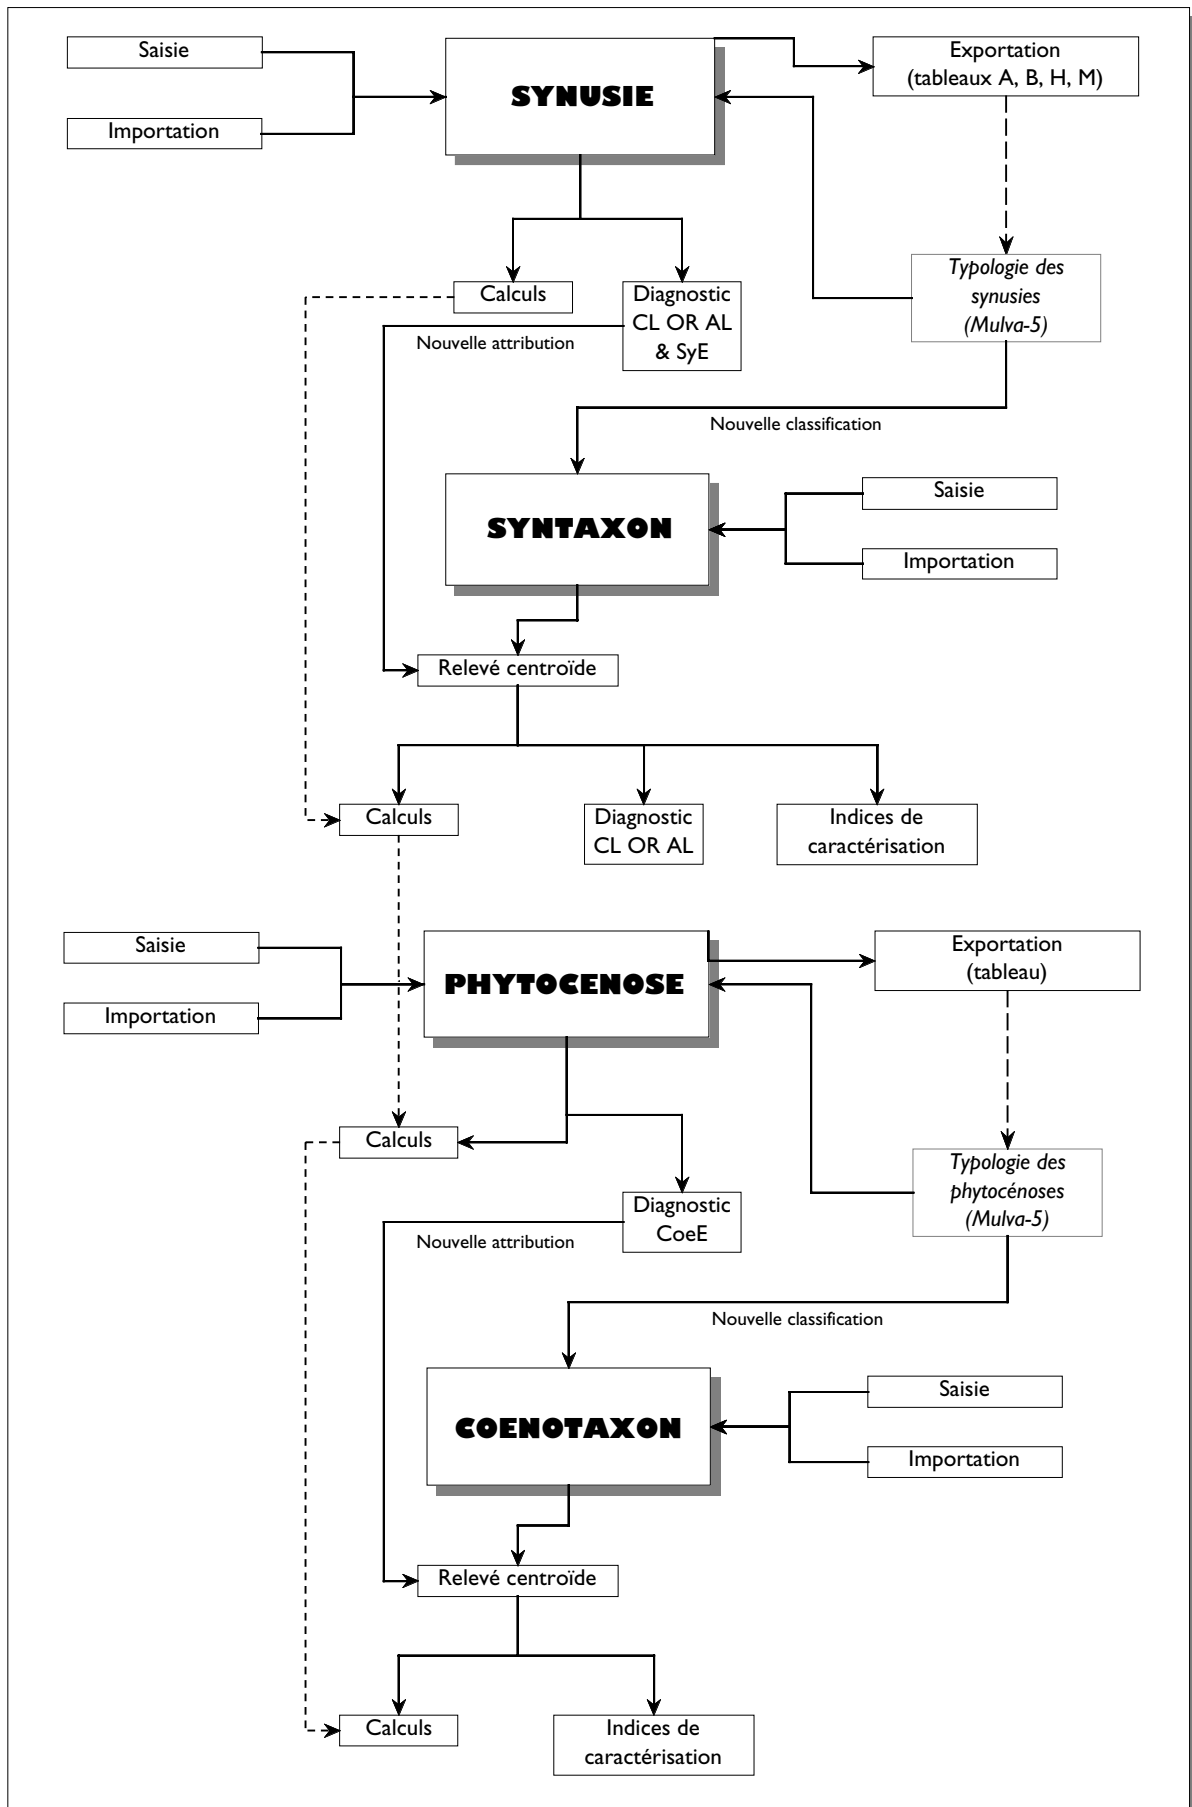 Saisie
Exportation
(tableaux A, B, H, M)
SYNUSIE
Importation
Typologie des
synusies
(Mulva-5)
Calculs
Diagnostic
CL OR AL
& SyE
Nouvelle attribution
Nouvelle classification
Saisie
SYNTAXON
Importation
Relevé centroïde
Calculs
Diagnostic
CL OR AL
Indices de
caractérisation
Saisie
Exportation
(tableau)
PHYTOCENOSE
Importation
Calculs
Typologie des
phytocénoses
(Mulva-5)
Diagnostic
CoeE
Nouvelle attribution
Nouvelle classification
Saisie
COENOTAXON
Importation
Relevé centroïde
Calculs
Indices de
caractérisation